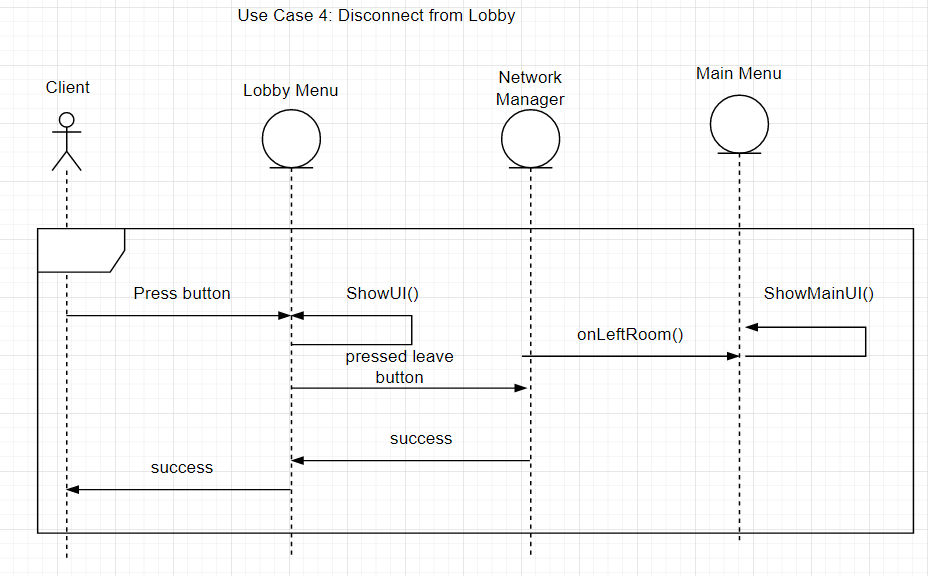 Use Case 4: Disconnect from Lobby
Client
Lobby Menu
Network
Manager
Main Menu
Press button
ShowUI()
ShowMainUI()
onLeftRoom()
pressed leave
button
success
success